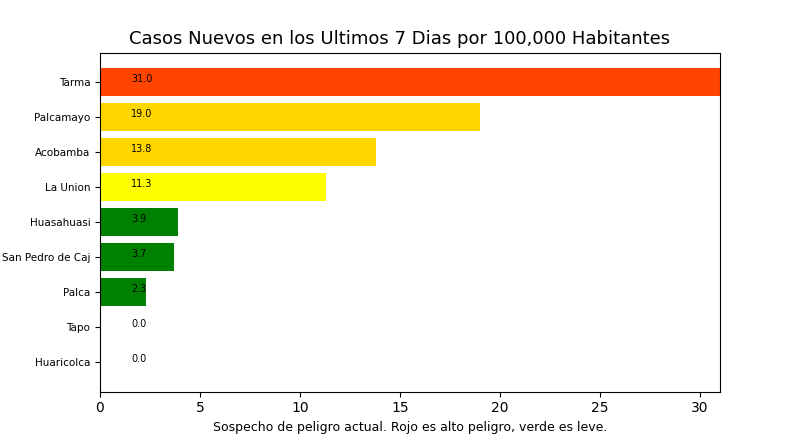 Casos Nuevos en los Ultimos 7 Dias por 100,000 Habitantes
Tarma 31.0
Palcamayo 19.0
Acobamba 13.8
La Union 11.3
Huasahuasi 3.9
San Pedro de Caj 3.7
Palca 2.3
Tapo 0.0
Huaricolca 0.0
0 5 10 15 20 25 30
Sospecho de peligro actual. Rojo es alto peligro, verde es leve.